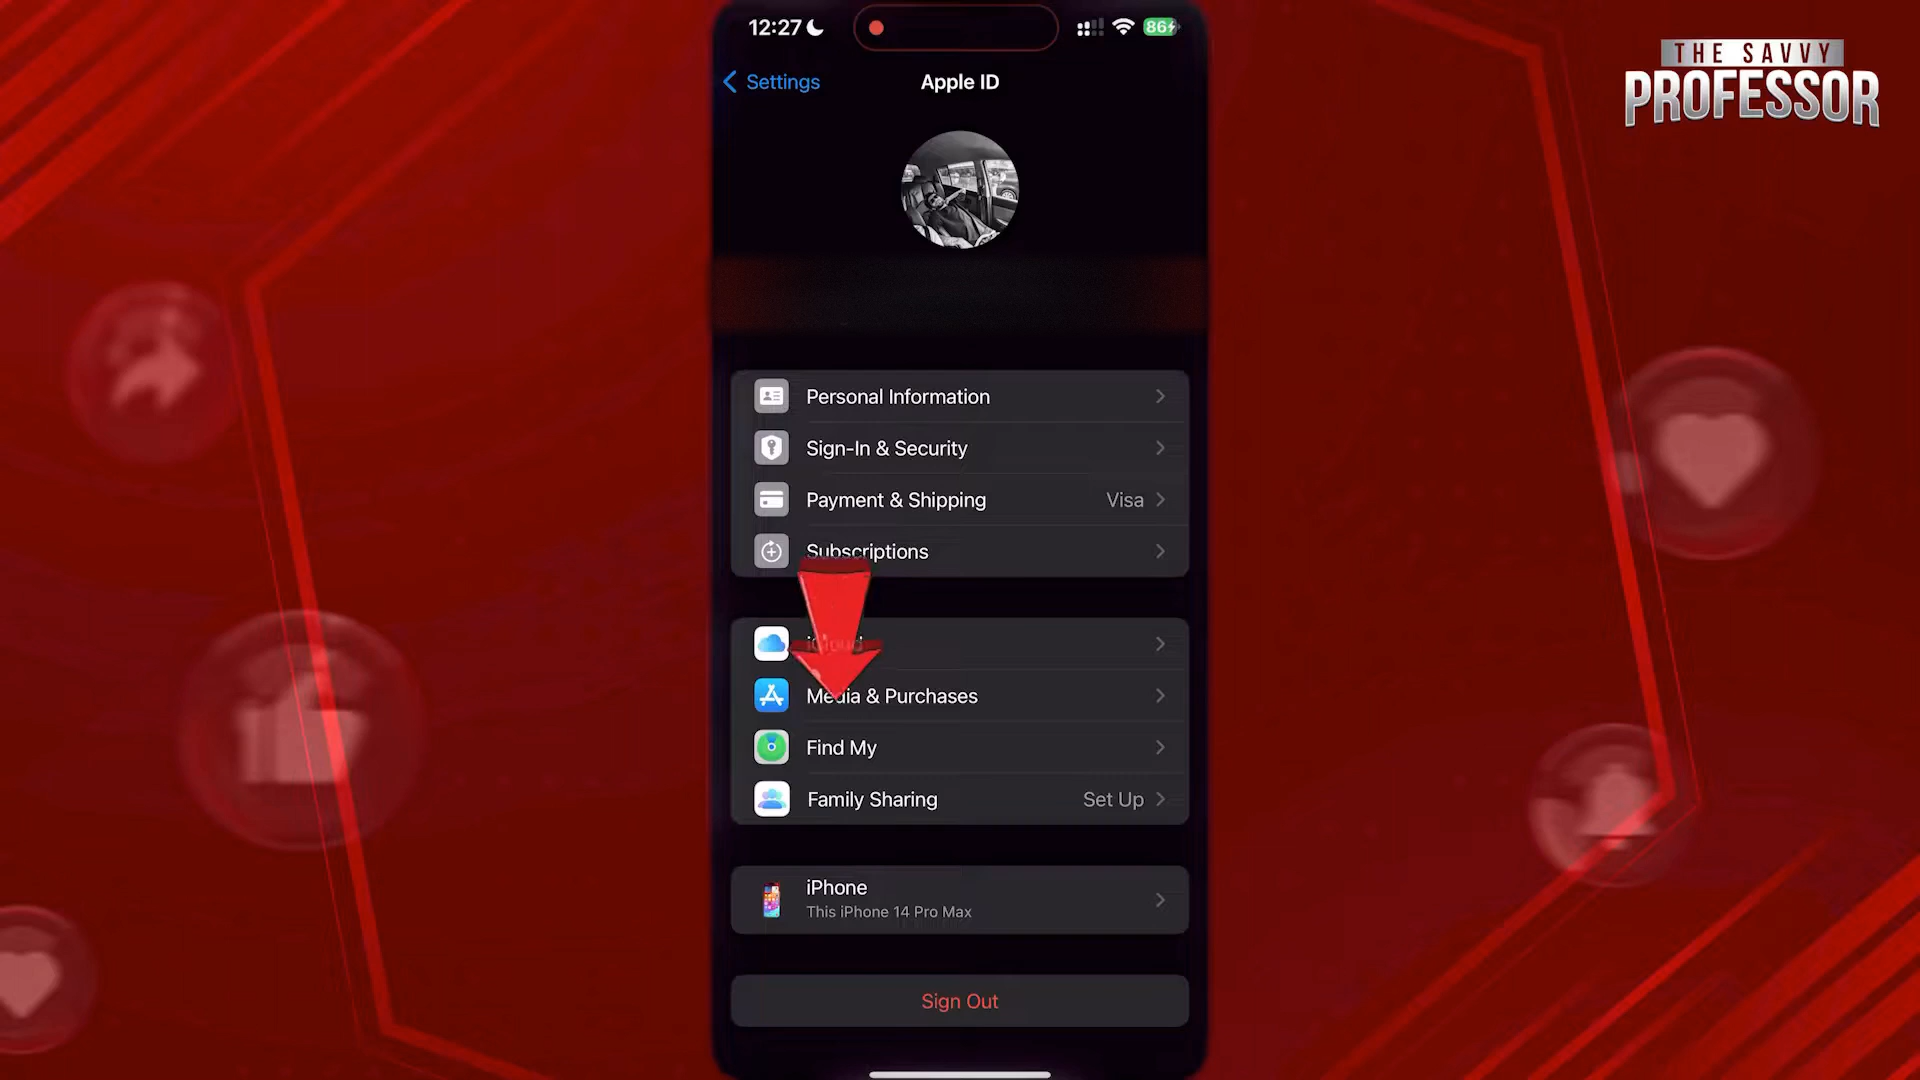 12:27
86
THE SAVVY
PROFESSOR
Settings
Apple ID
Personal Information
Sign-In & Security
Payment & Shipping
Visa
Subscriptions
iCloud
Media & Purchases
Find My
Family Sharing
Set Up
iPhone
This iPhone 14 Pro Max
Sign Out